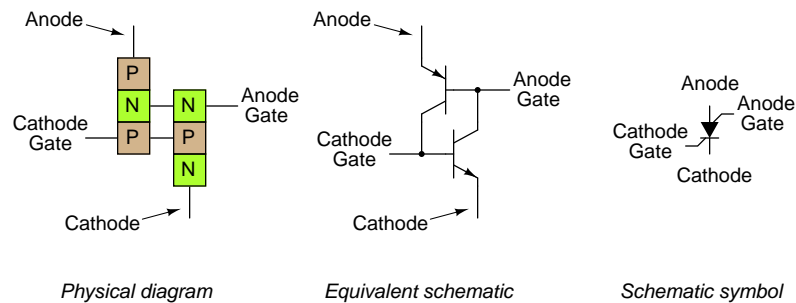 Anode
P
N
N
Anode
Gate
Cathode
Gate
P
P
N
Cathode
Physical diagram
Anode
Anode
Gate
Cathode
Gate
Cathode
Equivalent schematic
Anode
Anode
Gate
Cathode
Gate
Cathode
Schematic symbol